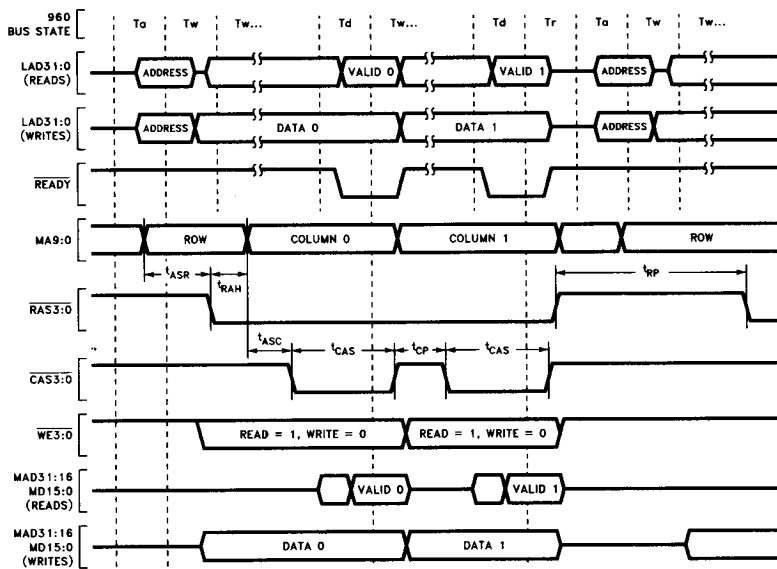 960
BUS STATE
Ta Tw Tw... Td Tw... Td Tr Ta Tw Tw...
LAD31:0
(READS)
ADDRESS VALID 0 VALID 1 ADDRESS
LAD31:0
(WRITES)
ADDRESS DATA 0 DATA 1 ADDRESS
READY
MA9:0
ROW COLUMN 0 COLUMN 1 ROW
tASR tRAH tRP
RAS3:0
tASC tCAS tCP tCAS
CAS3:0
WE3:0
READ = 1, WRITE = 0 READ = 1, WRITE = 0
MAD31:16
MD15:0
(READS)
VALID 0 VALID 1
MAD31:16
MD15:0
(WRITES)
DATA 0 DATA 1